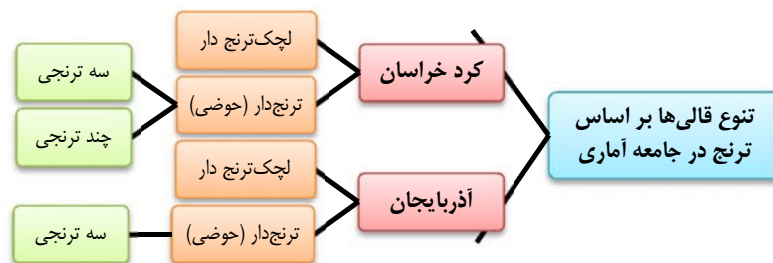 تنوع قالی‌ها بر اساس
ترنج در جامعه آماری
کرد خراسان
لچک‌ترنج دار
ترنج‌دار (حوضی)
سه ترنجی
چند ترنجی
آذربایجان
لچک‌ترنج دار
ترنج‌دار (حوضی)
سه ترنجی